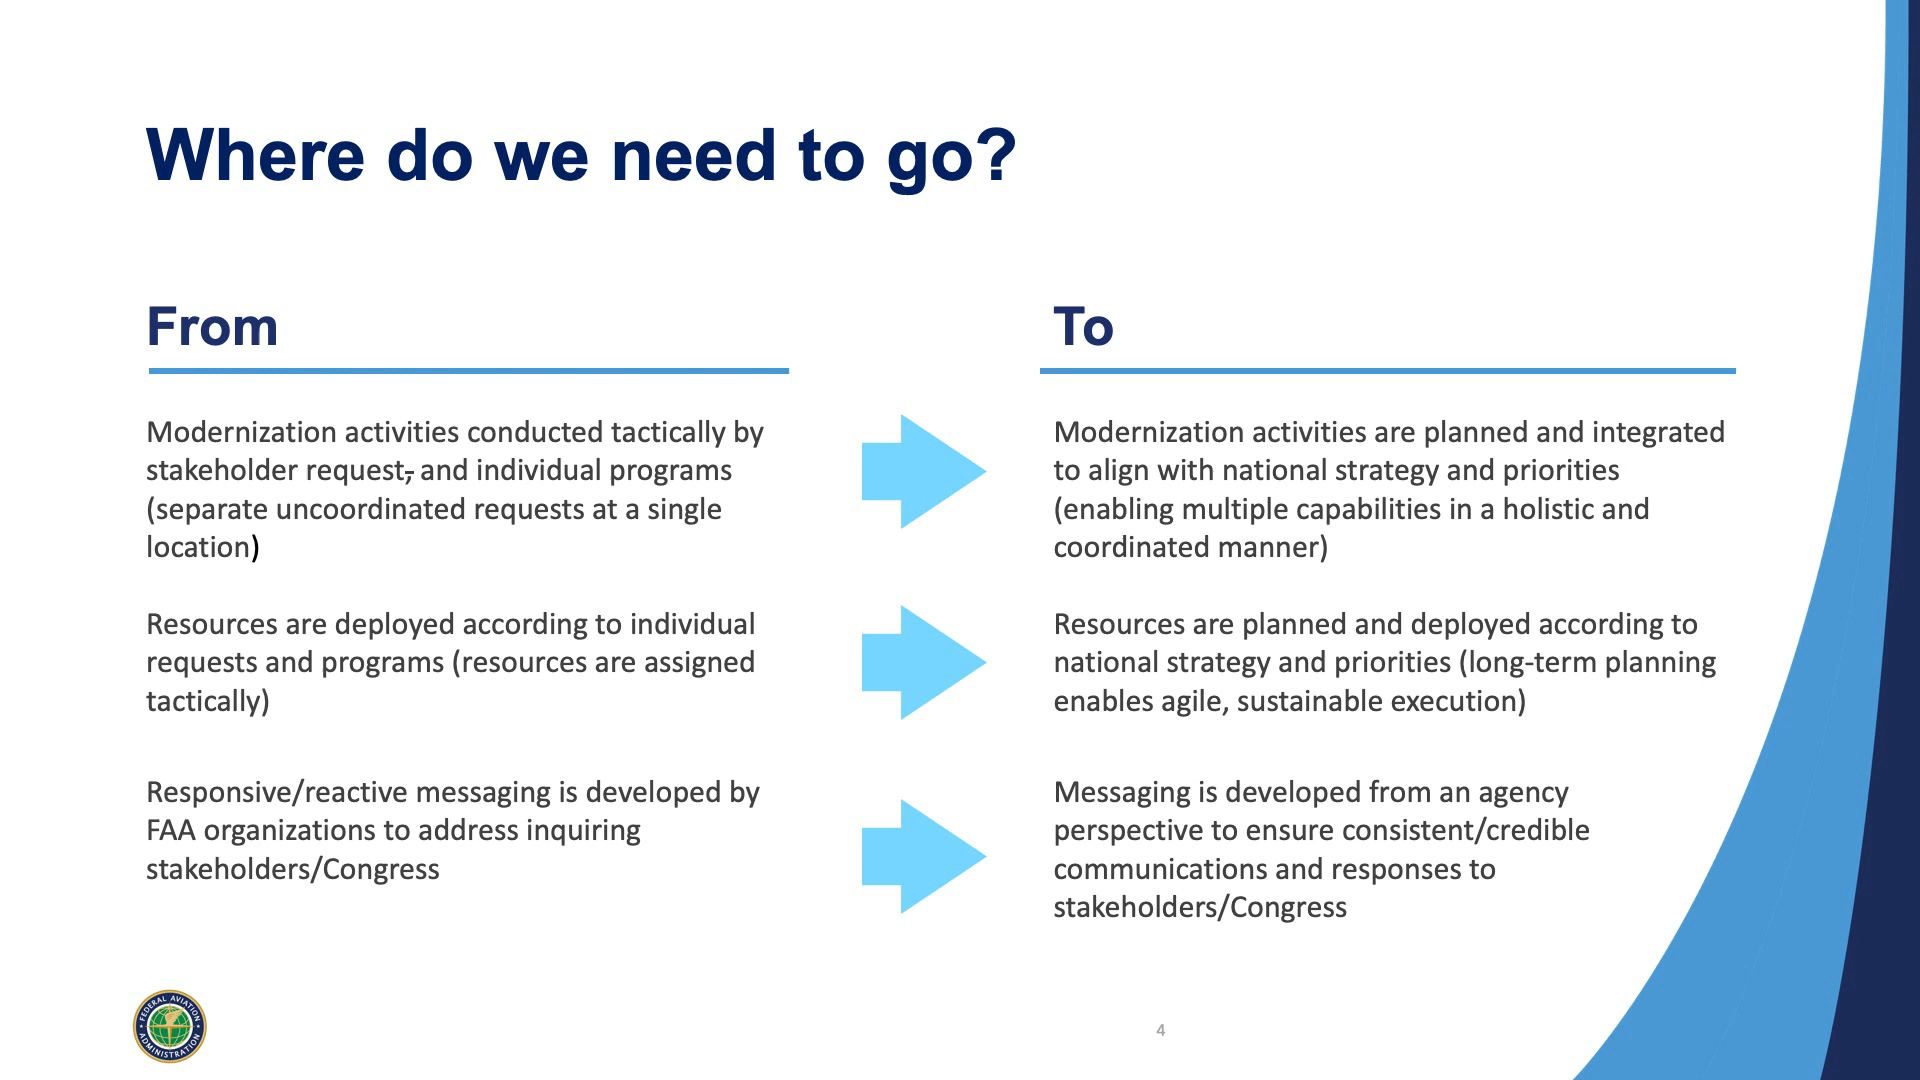 Where do we need to go?
From
To
Modernization activities conducted tactically by
stakeholder request, and individual programs
(separate uncoordinated requests at a single
location)
Modernization activities are planned and integrated
to align with national strategy and priorities
(enabling multiple capabilities in a holistic and
coordinated manner)
Resources are deployed according to individual
requests and programs (resources are assigned
tactically)
Resources are planned and deployed according to
national strategy and priorities (long-term planning
enables agile, sustainable execution)
Responsive/reactive messaging is developed by
FAA organizations to address inquiring
stakeholders/Congress
Messaging is developed from an agency
perspective to ensure consistent/credible
communications and responses to
stakeholders/Congress
FEDERAL AVIATION
ADMINISTRATION
4